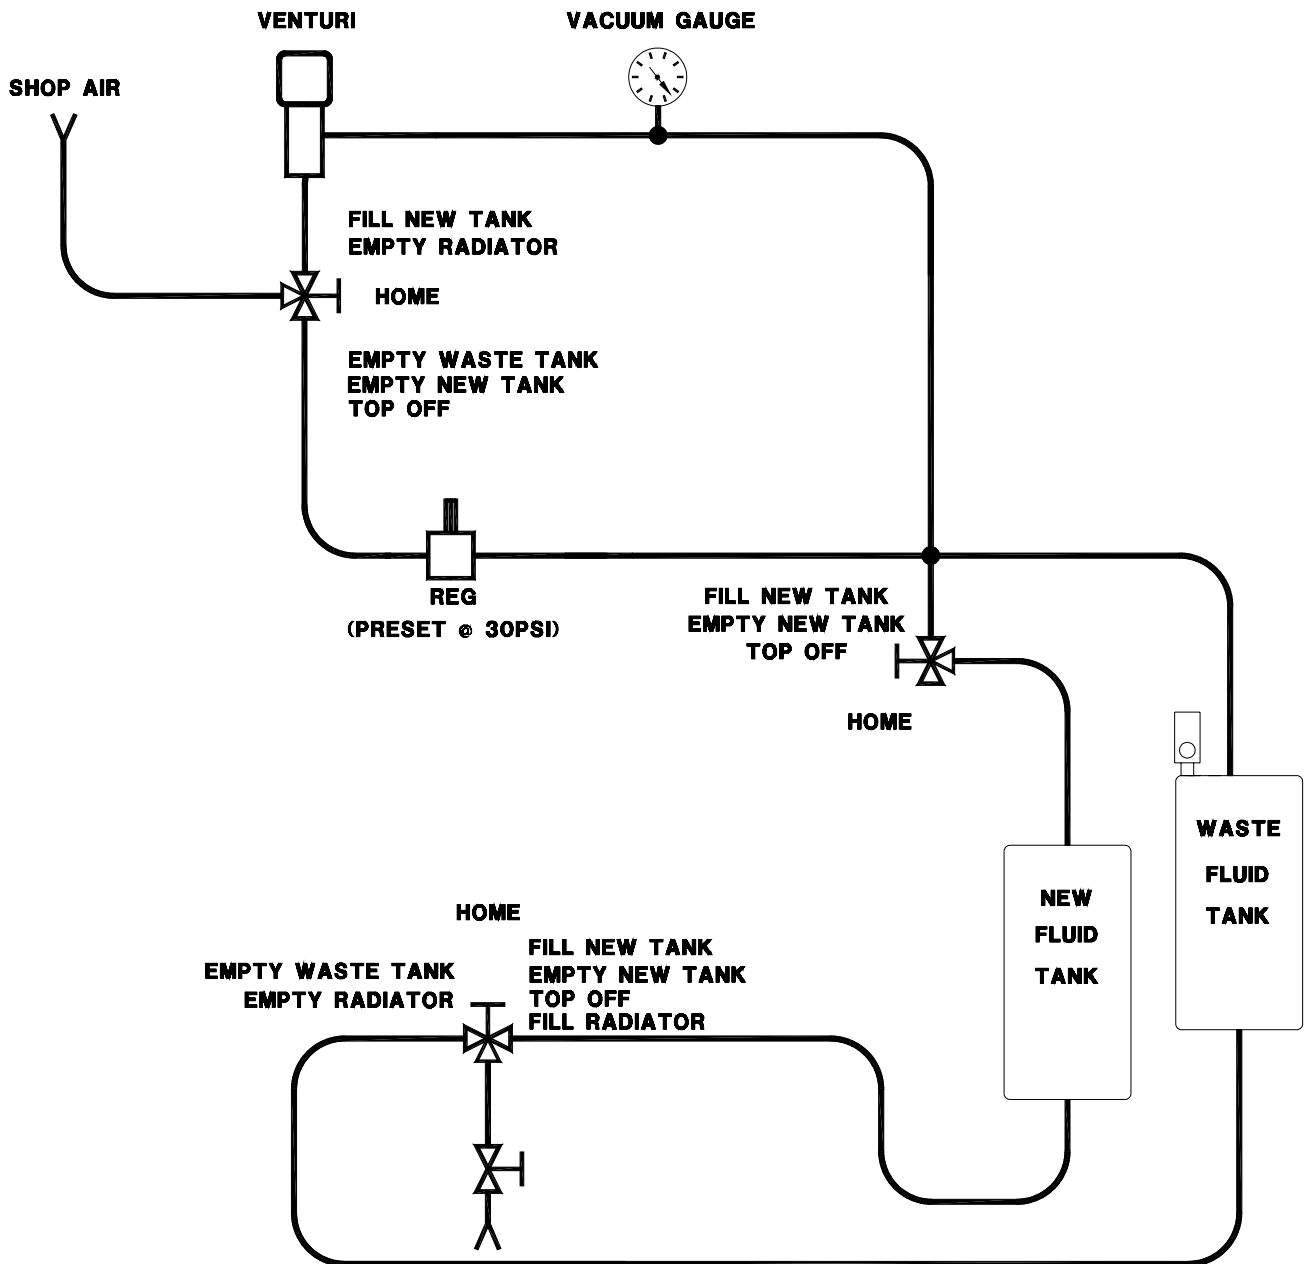 VENTURI
VACUUM GAUGE
SHOP AIR
FILL NEW TANK
EMPTY RADIATOR
HOME
EMPTY WASTE TANK
EMPTY NEW TANK
TOP OFF
REG
(PRESET @ 30PSI)
FILL NEW TANK
EMPTY NEW TANK
TOP OFF
HOME
WASTE
FLUID
TANK
NEW
FLUID
TANK
HOME
EMPTY WASTE TANK
EMPTY RADIATOR
FILL NEW TANK
EMPTY NEW TANK
TOP OFF
FILL RADIATOR